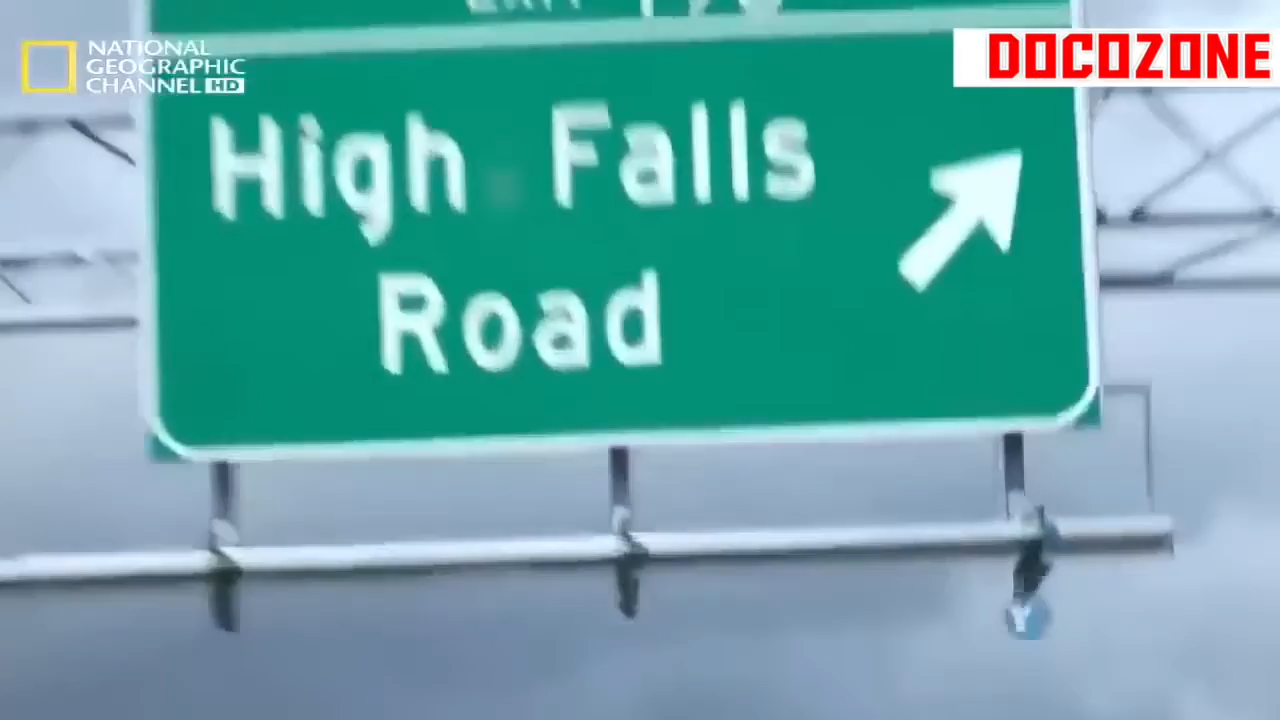 NATIONAL
GEOGRAPHIC
CHANNEL HD
DOCOZONE
High Falls
Road
Y